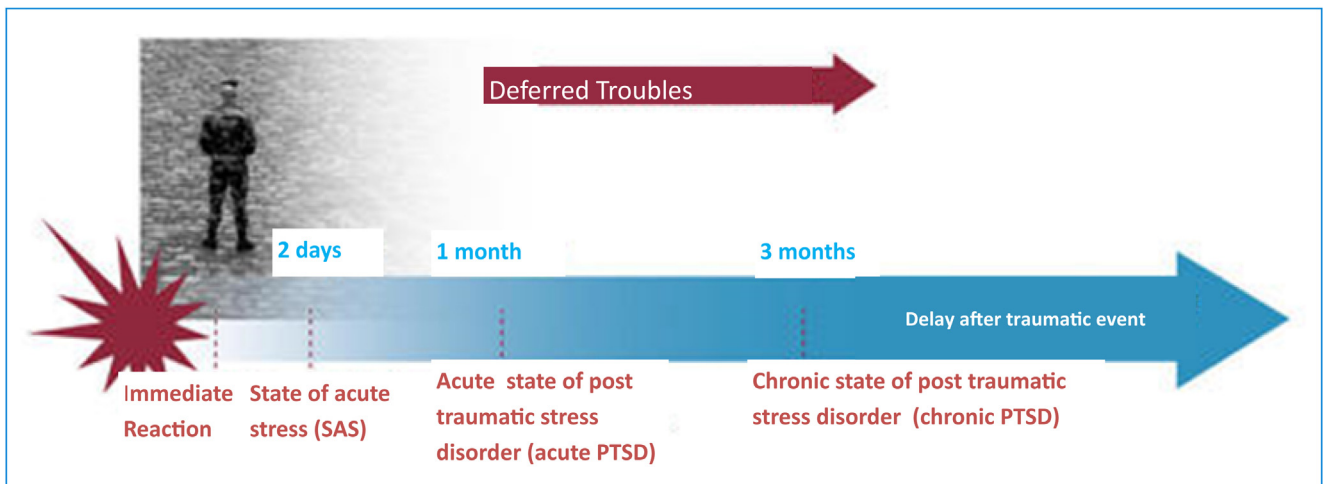 Deferred Troubles
2 days
1 month
3 months
Delay after traumatic event
Immediate
Reaction
State of acute
stress (SAS)
Acute state of post
traumatic stress
disorder (acute PTSD)
Chronic state of post traumatic
stress disorder (chronic PTSD)